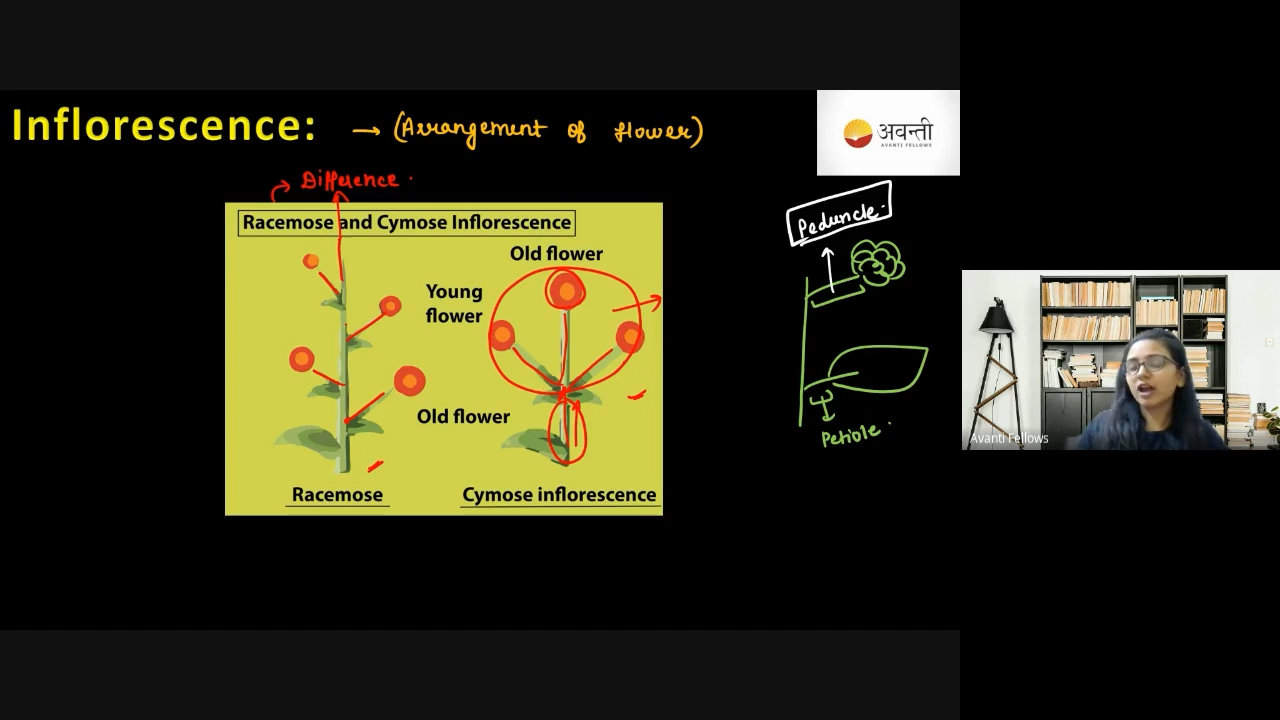 Inflorescence: → (Arrangement of flower)
अवन्ती
AVANTI FELLOWS
Difference.
Racemose and Cymose Inflorescence
Old flower
Young
flower
Old flower
Racemose
Cymose inflorescence
Peduncle.
Petiole.
Avanti Fellows